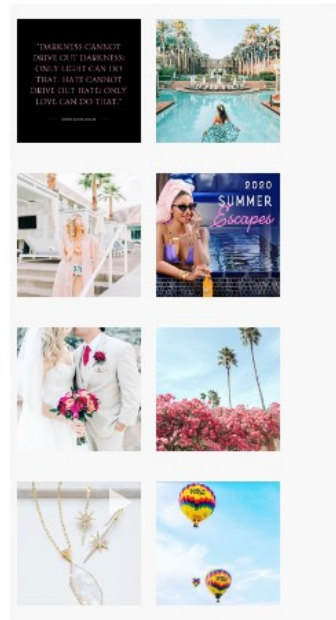 "DARKNESS CANNOT
DRIVE OUT DARKNESS:
ONLY LIGHT CAN DO
THAT. HATE CANNOT
DRIVE OUT HATE: ONLY
LOVE CAN DO THAT."
2020
SUMMER
Escapes